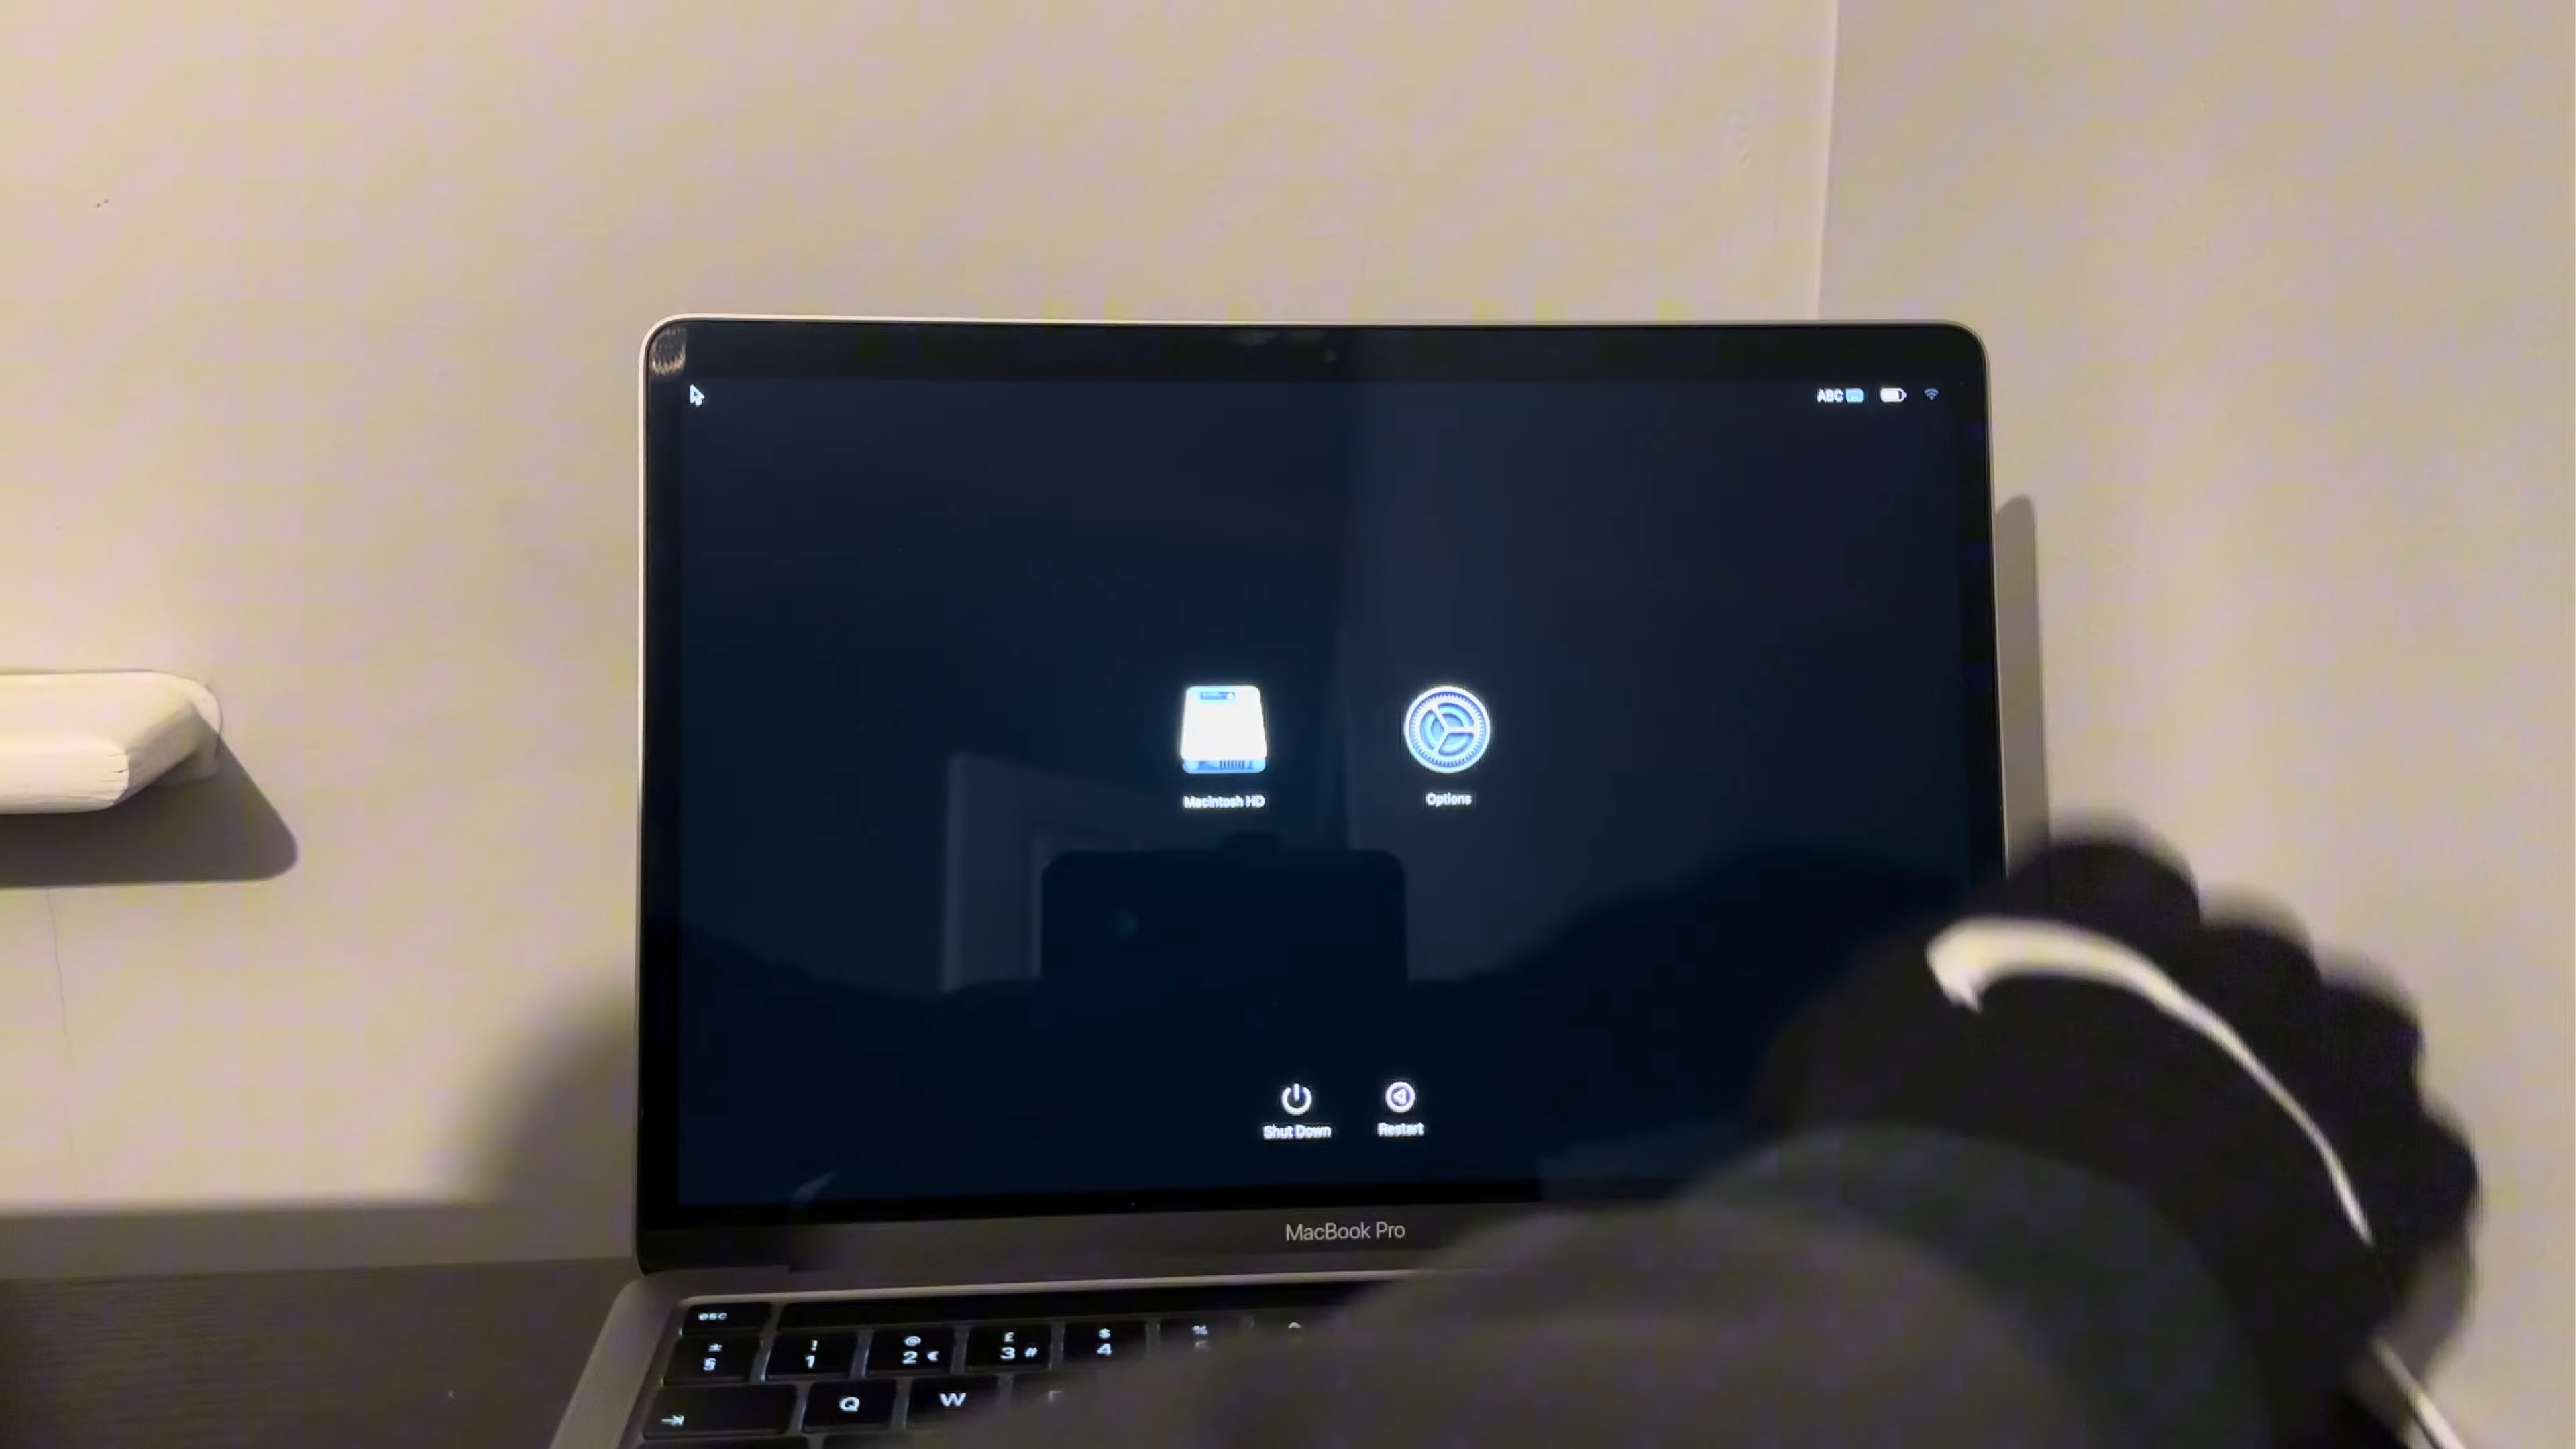 ABC
Macintosh HD
Options
Shut Down
Restart
MacBook Pro
esc
± ! @ £ $ %
§ 1 2 € 3 # 4
Q W